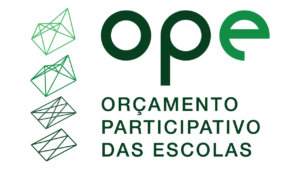 ope
ORÇAMENTO
PARTICIPATIVO
DAS ESCOLAS